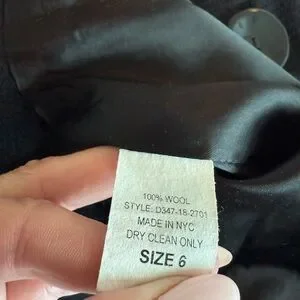 100% WOOL
STYLE: D347-18-2701
MADE IN NYC
DRY CLEAN ONLY
SIZE 6